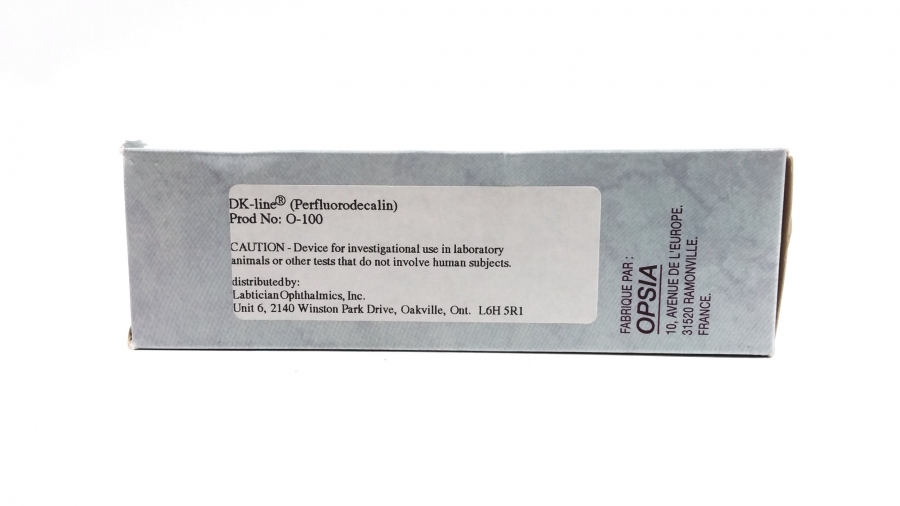 DK-line® (Perfluorodecalin)
Prod No: O-100
CAUTION - Device for investigational use in laboratory
animals or other tests that do not involve human subjects.
distributed by:
Labtician Ophthalmics, Inc.
Unit 6, 2140 Winston Park Drive, Oakville, Ont. L6H 5R1
FABRIQUE PAR :
OPSIA
10, AVENUE DE L'EUROPE.
31520 RAMONVILLE.
FRANCE.